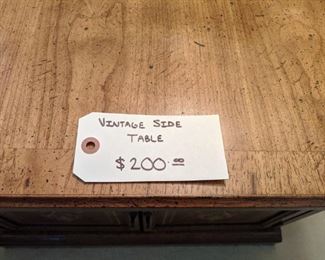 VINTAGE SIDE
TABLE
$200.00